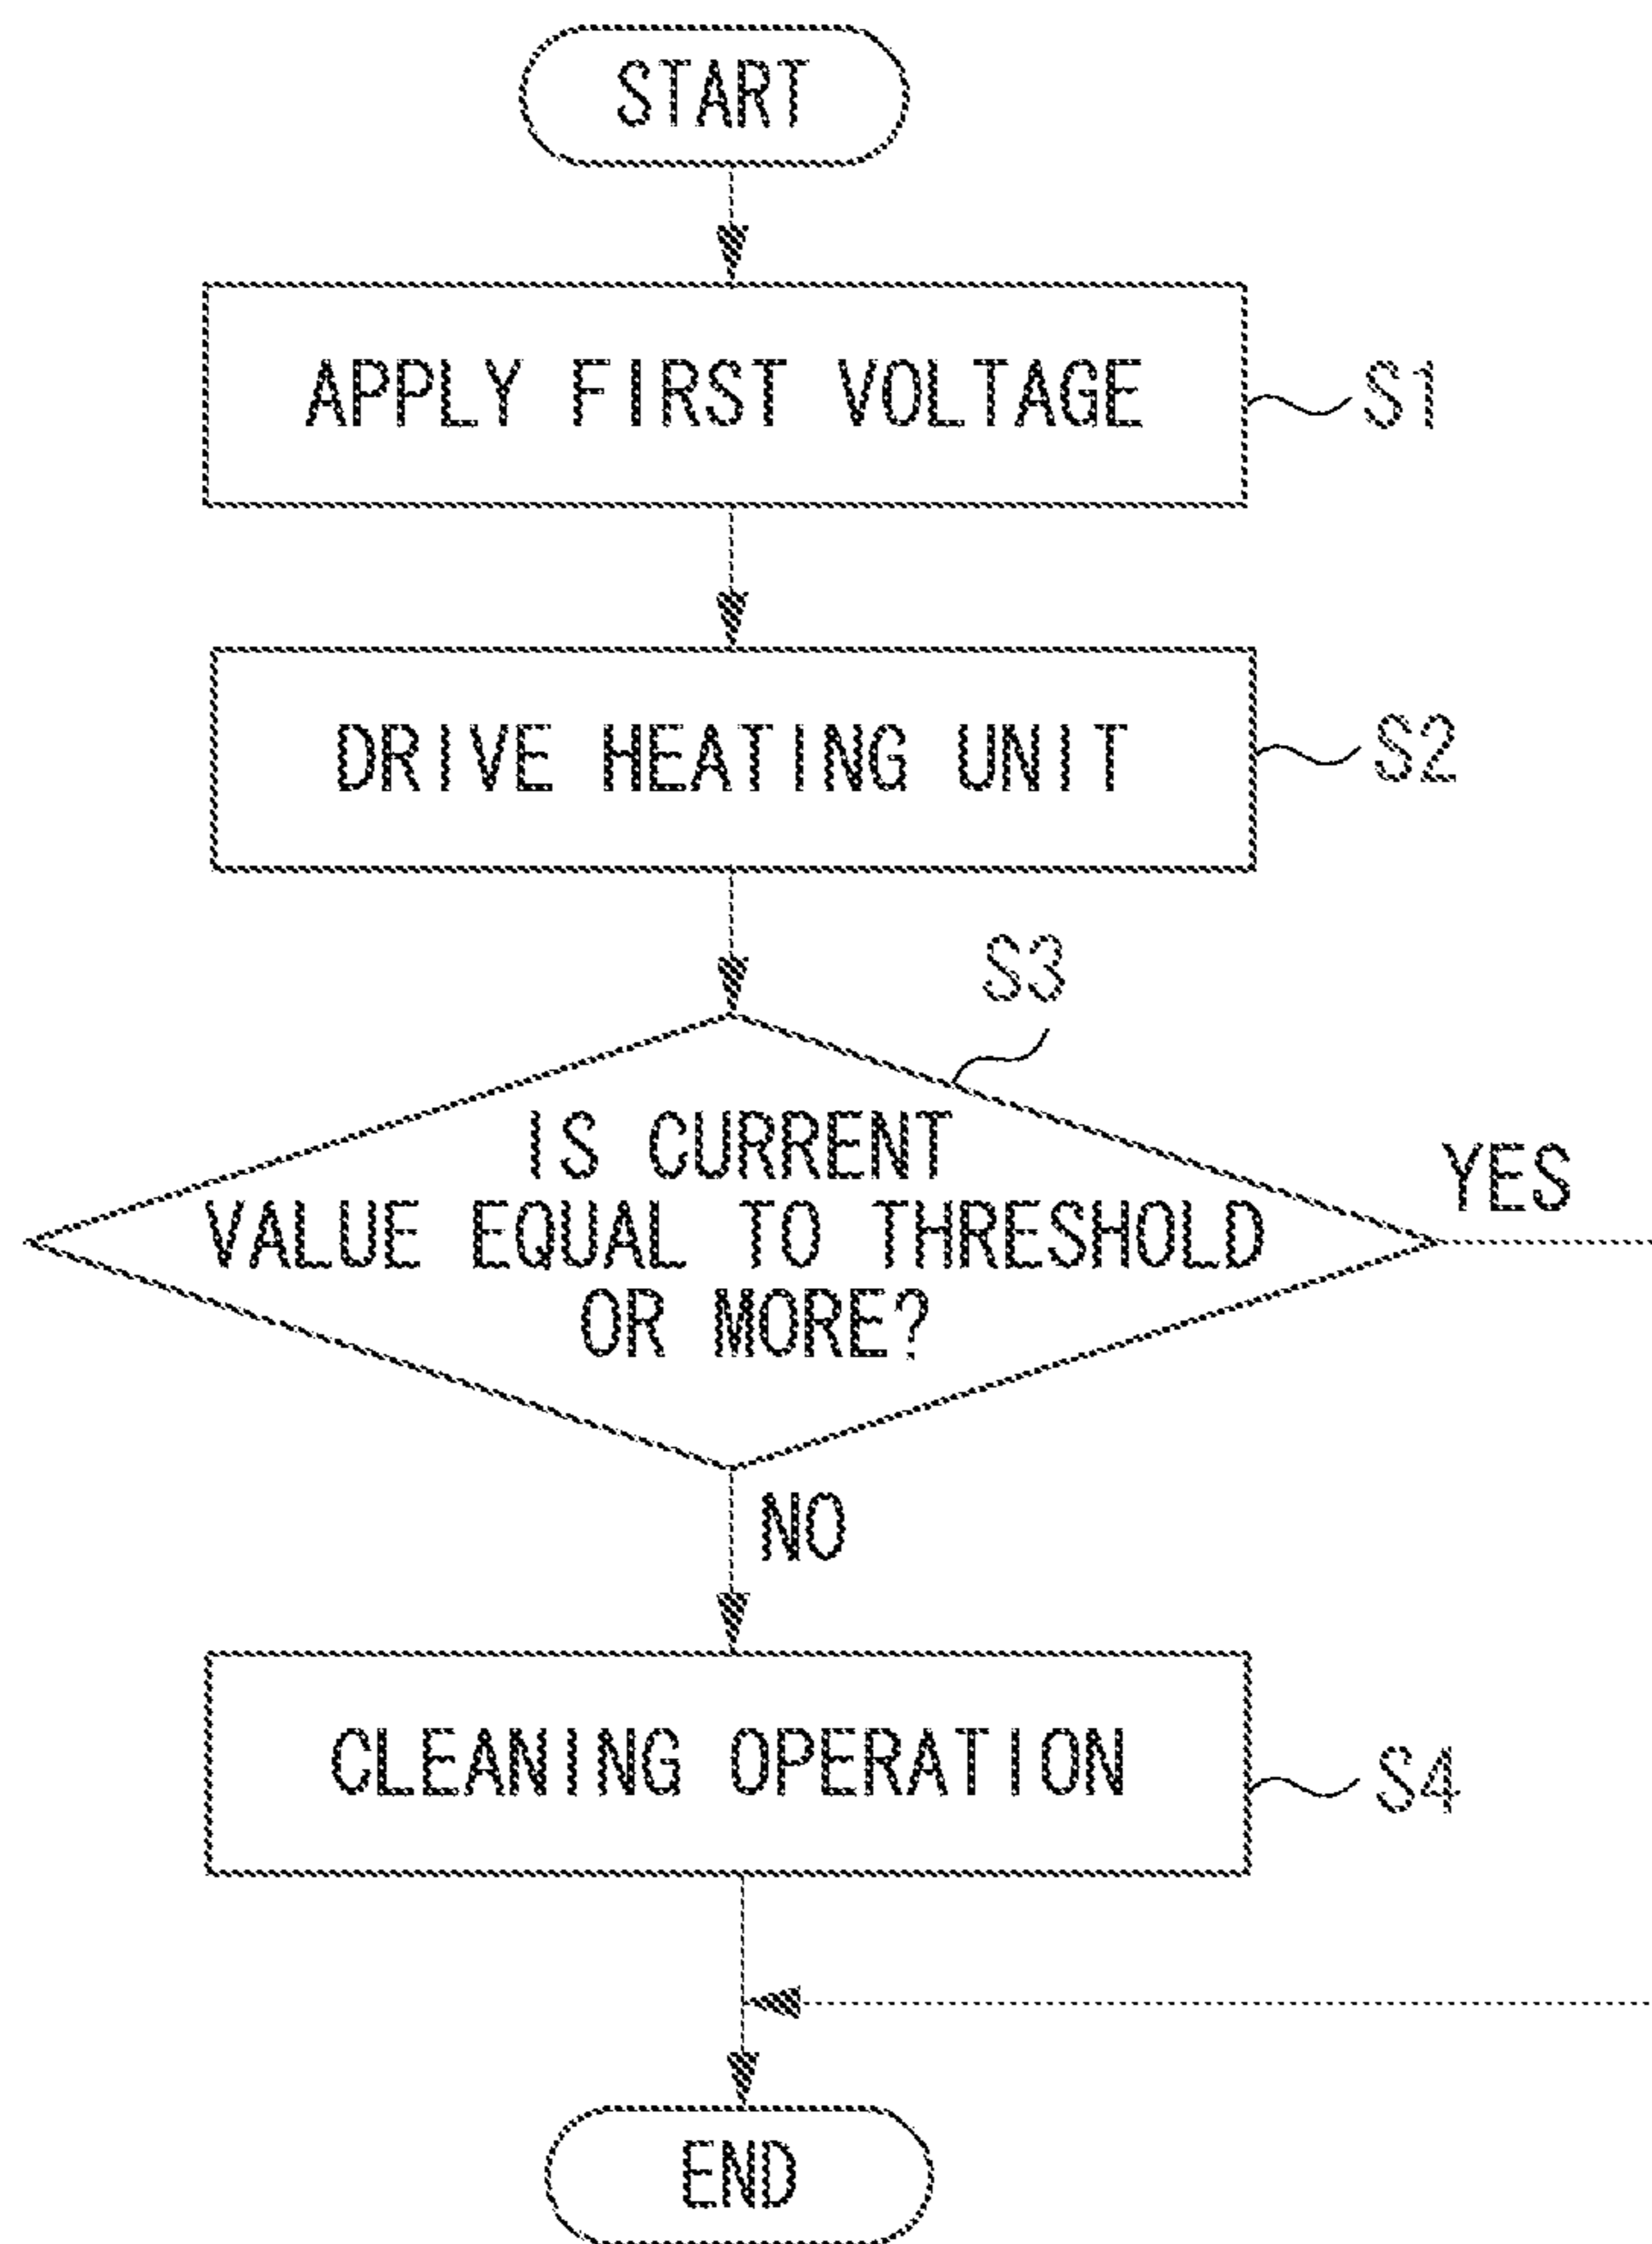 START
APPLY FIRST VOLTAGE
S1
DRIVE HEATING UNIT
S2
S3
IS CURRENT
VALUE EQUAL TO THRESHOLD
OR MORE?
YES
NO
CLEANING OPERATION
S4
END